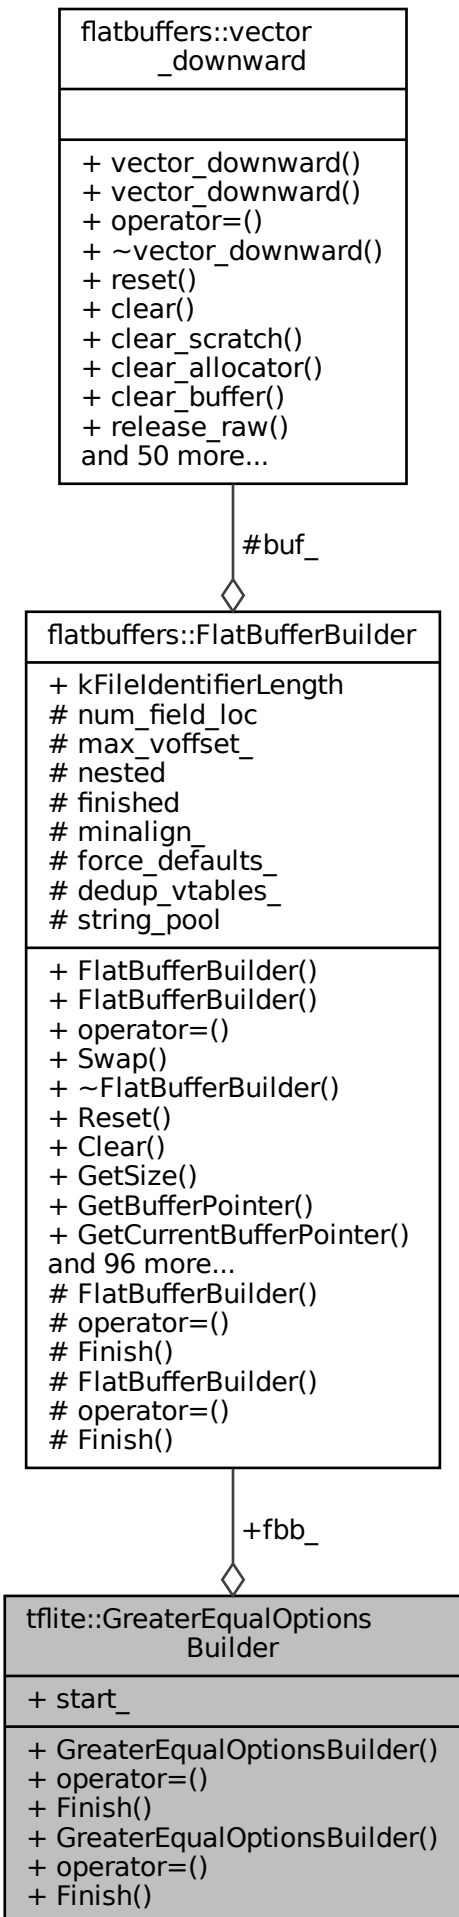 flatbuffers::vector
_downward
+ vector_downward()
+ vector_downward()
+ operator=()
+ ~vector_downward()
+ reset()
+ clear()
+ clear_scratch()
+ clear_allocator()
+ clear_buffer()
+ release_raw()
and 50 more...
#buf_
flatbuffers::FlatBufferBuilder
+ kFileIdentifierLength
# num_field_loc
# max_voffset_
# nested
# finished
# minalign_
# force_defaults_
# dedup_vtables_
# string_pool
+ FlatBufferBuilder()
+ FlatBufferBuilder()
+ operator=()
+ Swap()
+ ~FlatBufferBuilder()
+ Reset()
+ Clear()
+ GetSize()
+ GetBufferPointer()
+ GetCurrentBufferPointer()
and 96 more...
# FlatBufferBuilder()
# operator=()
# Finish()
# FlatBufferBuilder()
# operator=()
# Finish()
+fbb_
tflite::GreaterEqualOptions
Builder
+ start_
+ GreaterEqualOptionsBuilder()
+ operator=()
+ Finish()
+ GreaterEqualOptionsBuilder()
+ operator=()
+ Finish()